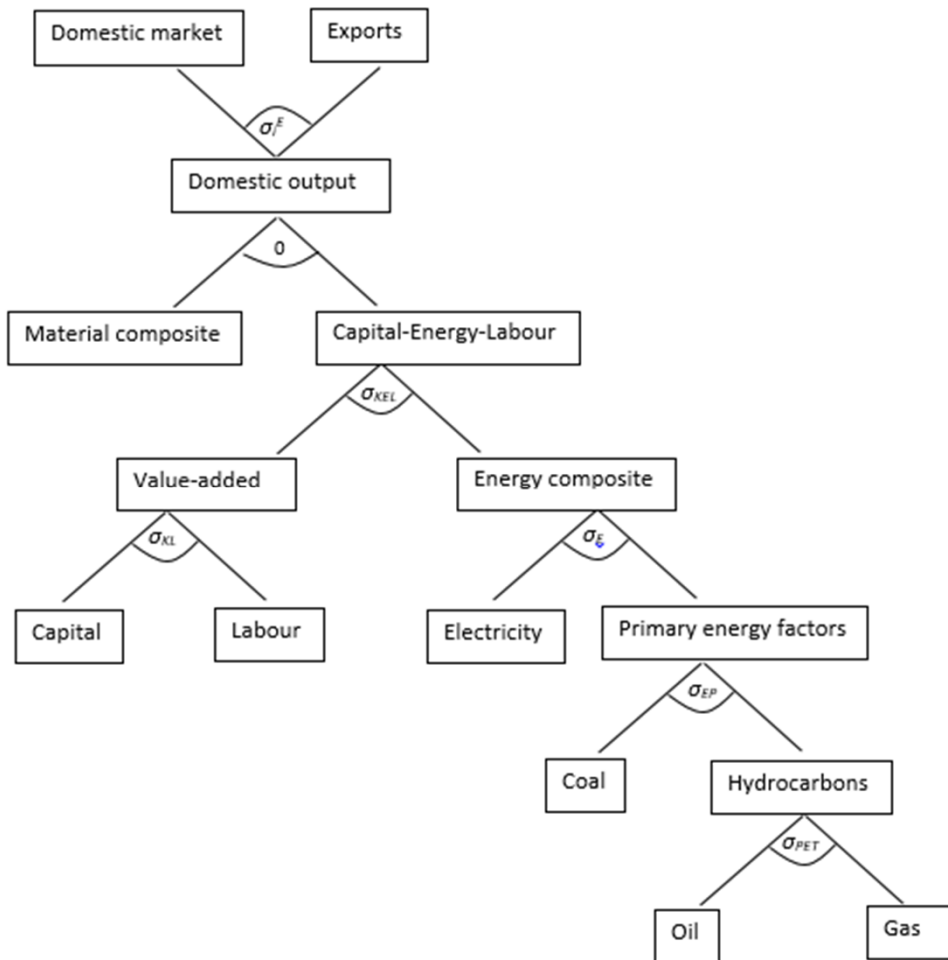 Domestic market
Exports
σᵢᴱ
Domestic output
0
Material composite
Capital-Energy-Labour
σKEL
Value-added
Energy composite
σKL
σE
Capital
Labour
Electricity
Primary energy factors
σEP
Coal
Hydrocarbons
σPET
Oil
Gas